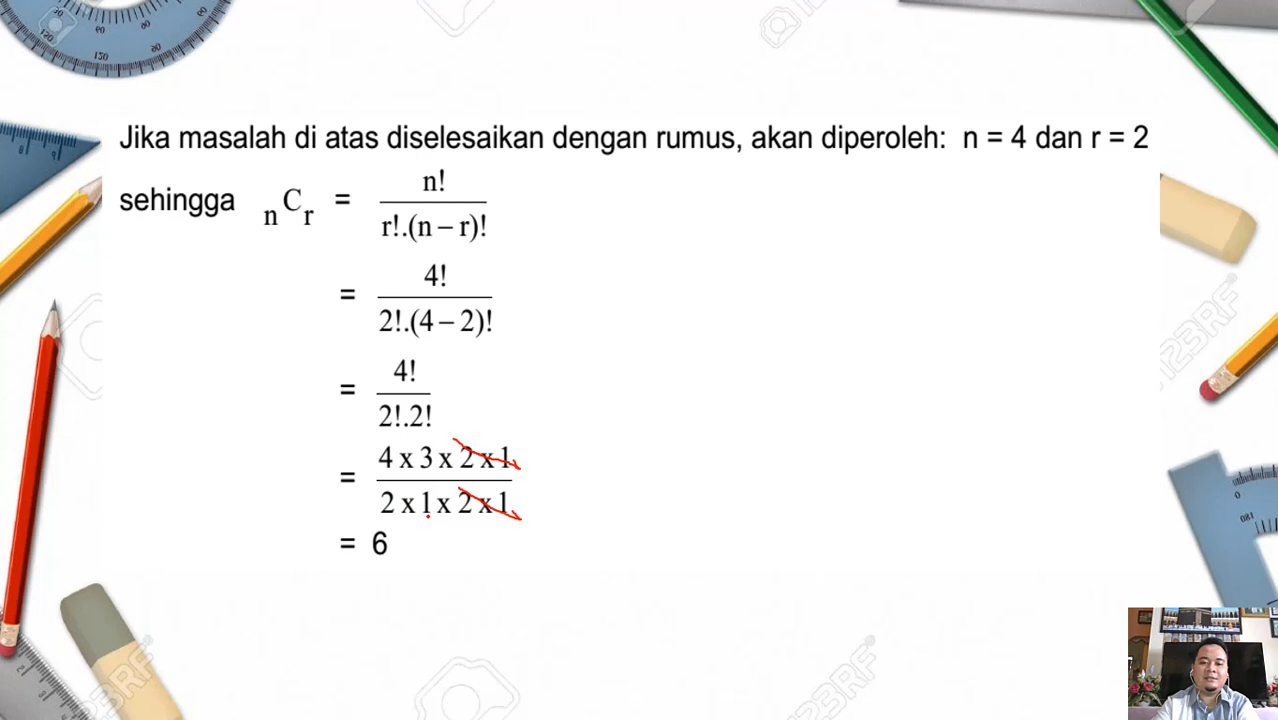 Jika masalah di atas diselesaikan dengan rumus, akan diperoleh: n = 4 dan r = 2
sehingga nCr = n! / r!.(n – r)!
= 4! / 2!.(4 – 2)!
= 4! / 2!.2!
= 4 x 3 x 2 x 1 / 2 x 1 x 2 x 1
= 6